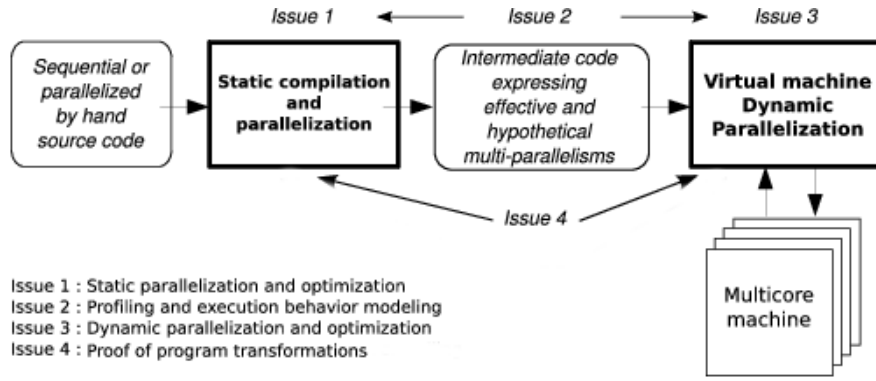 Issue 1
Issue 2
Issue 3
Sequential or
parallelized
by hand
source code
Static compilation
and
parallelization
Intermediate code
expressing
effective and
hypothetical
multi-parallelisms
Virtual machine
Dynamic
Parallelization
Issue 4
Multicore
machine
Issue 1 : Static parallelization and optimization
Issue 2 : Profiling and execution behavior modeling
Issue 3 : Dynamic parallelization and optimization
Issue 4 : Proof of program transformations